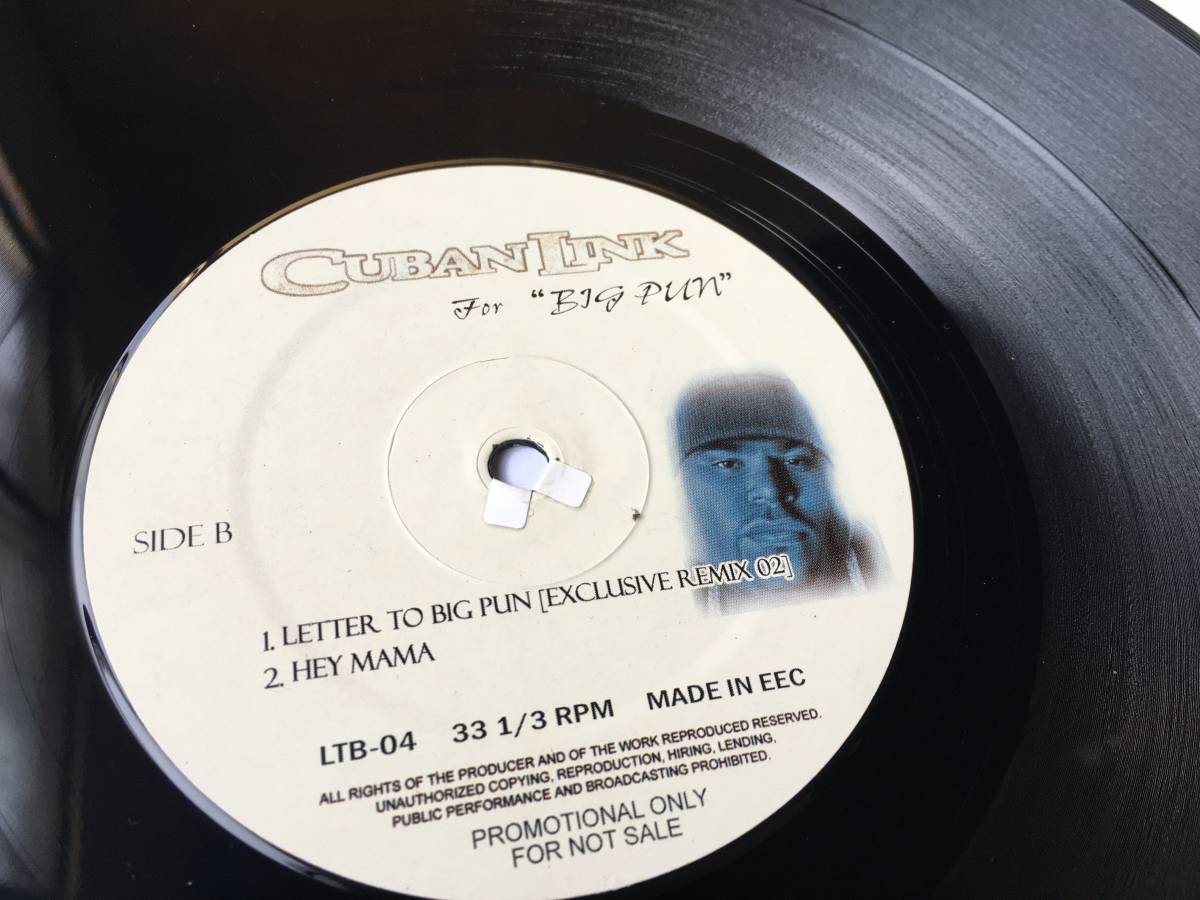 CUBAN LINK
For "BIG PUN"
SIDE B
1. LETTER TO BIG PUN [EXCLUSIVE REMIX 02]
2. HEY MAMA
LTB-04 33 1/3 RPM MADE IN EEC
ALL RIGHTS OF THE PRODUCER AND OF THE WORK REPRODUCED RESERVED.
UNAUTHORIZED COPYING, REPRODUCTION, HIRING, LENDING,
PUBLIC PERFORMANCE AND BROADCASTING PROHIBITED.
PROMOTIONAL ONLY
FOR NOT SALE